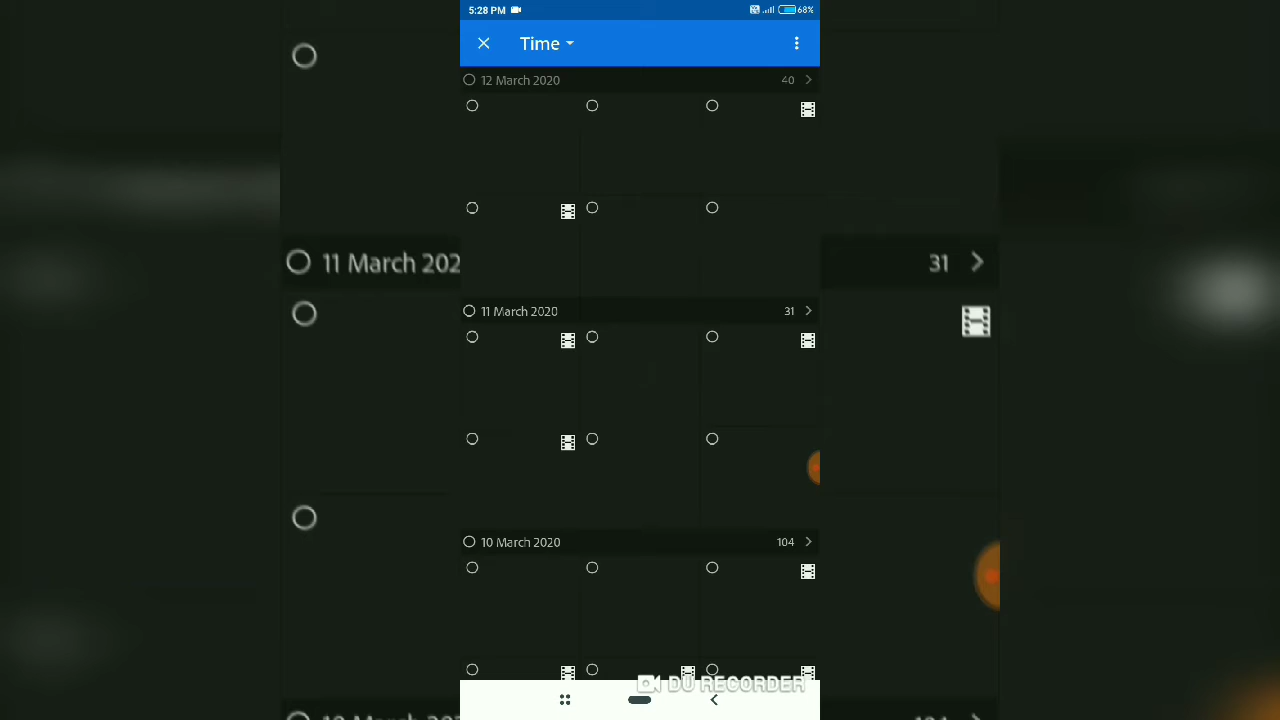 5:28 PM 68%
Time
12 March 2020 40
11 March 202
31
11 March 2020 31
10 March 2020 104
DU RECORDER
104